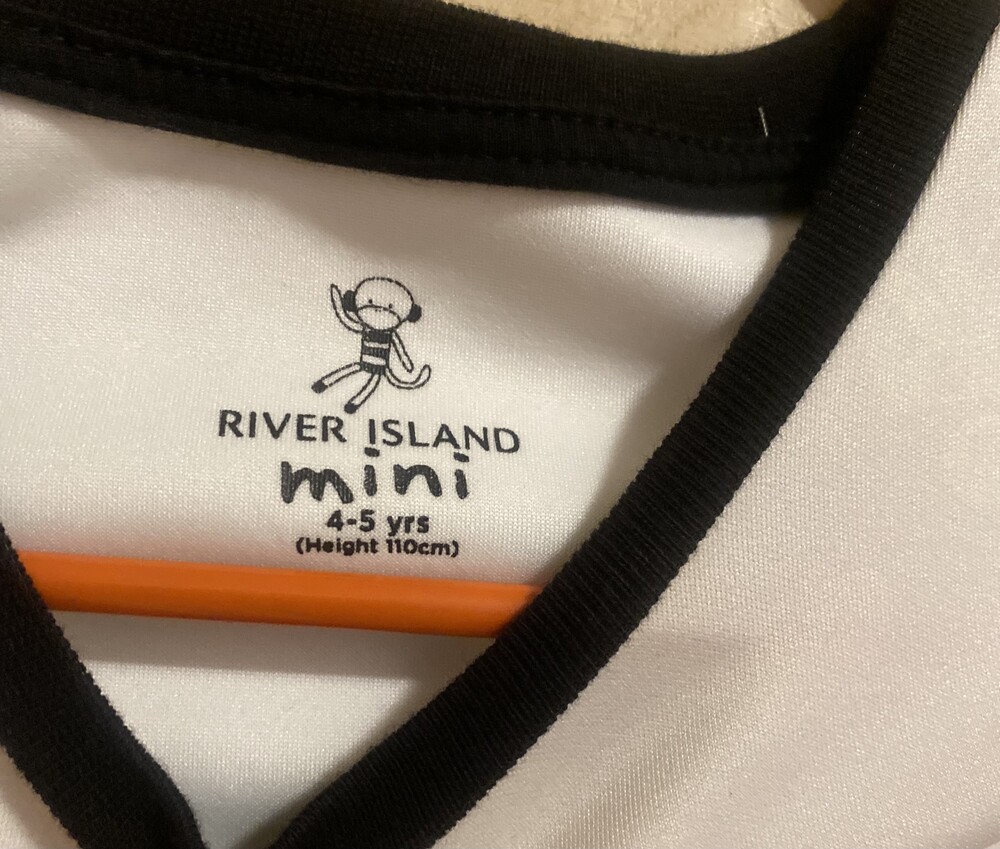 RIVER ISLAND
mini
4-5 yrs
(Height 110cm)